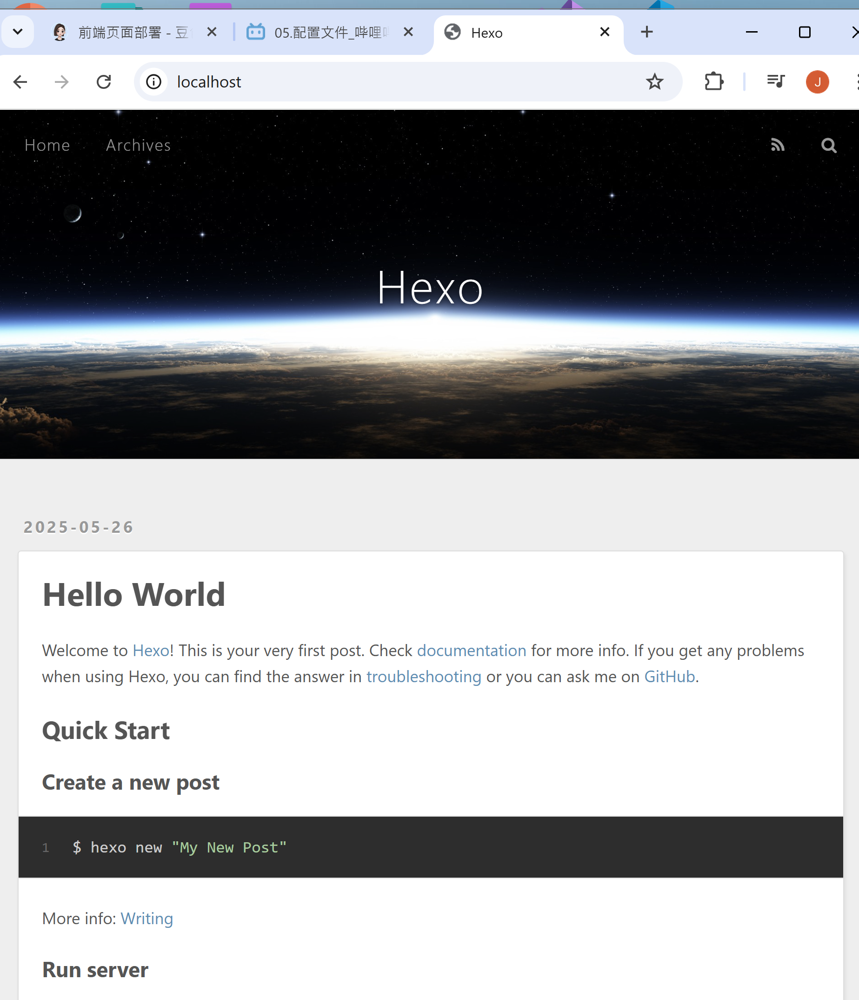 前端页面部署 - 豆
05.配置文件_哔哩
Hexo
localhost
J
Home Archives
Hexo
2025-05-26
Hello World
Welcome to Hexo! This is your very first post. Check documentation for more info. If you get any problems
when using Hexo, you can find the answer in troubleshooting or you can ask me on GitHub.
Quick Start
Create a new post
1 $ hexo new "My New Post"
More info: Writing
Run server